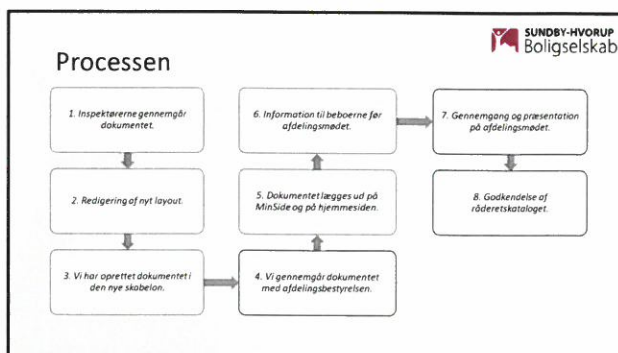 SUNDBY-HVORUP
Boligselskab
Processen
1. Inspektørerne gennemgår
dokumentet.
2. Redigering af nyt layout.
3. Vi har oprettet dokumentet i
den nye skabelon.
4. Vi gennemgår dokumentet
med afdelingsbestyrelsen.
5. Dokumentet lægges ud på
MinSide og på hjemmesiden.
6. Information til beboerne før
afdelingsmødet.
7. Gennemgang og præsentation
på afdelingsmødet.
8. Godkendelse af
råderetskataloget.